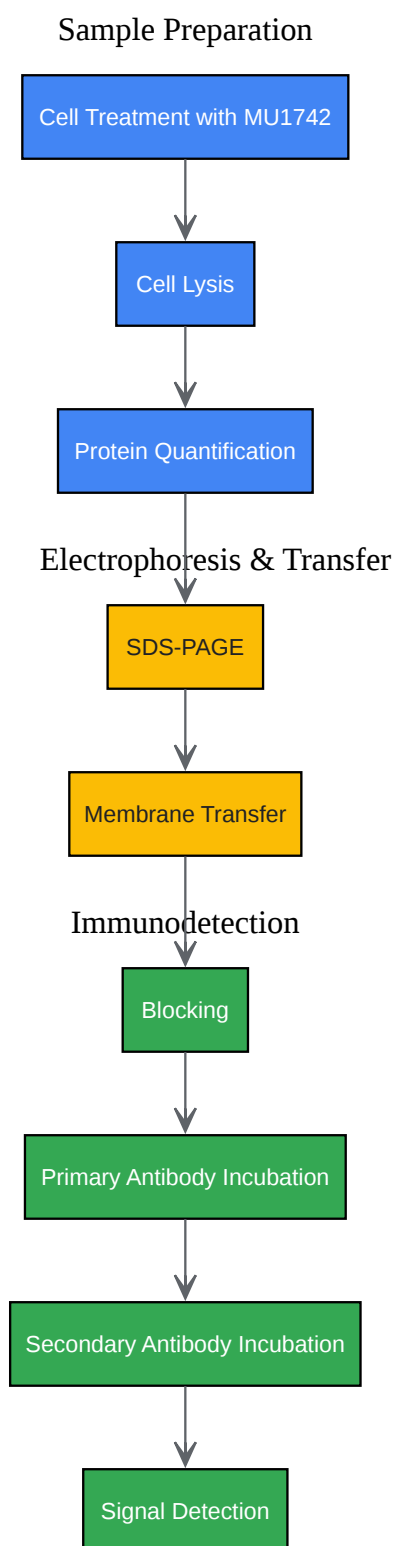 Sample Preparation
Cell Treatment with MU1742
Cell Lysis
Protein Quantification
Electrophoresis & Transfer
SDS-PAGE
Membrane Transfer
Immunodetection
Blocking
Primary Antibody Incubation
Secondary Antibody Incubation
Signal Detection